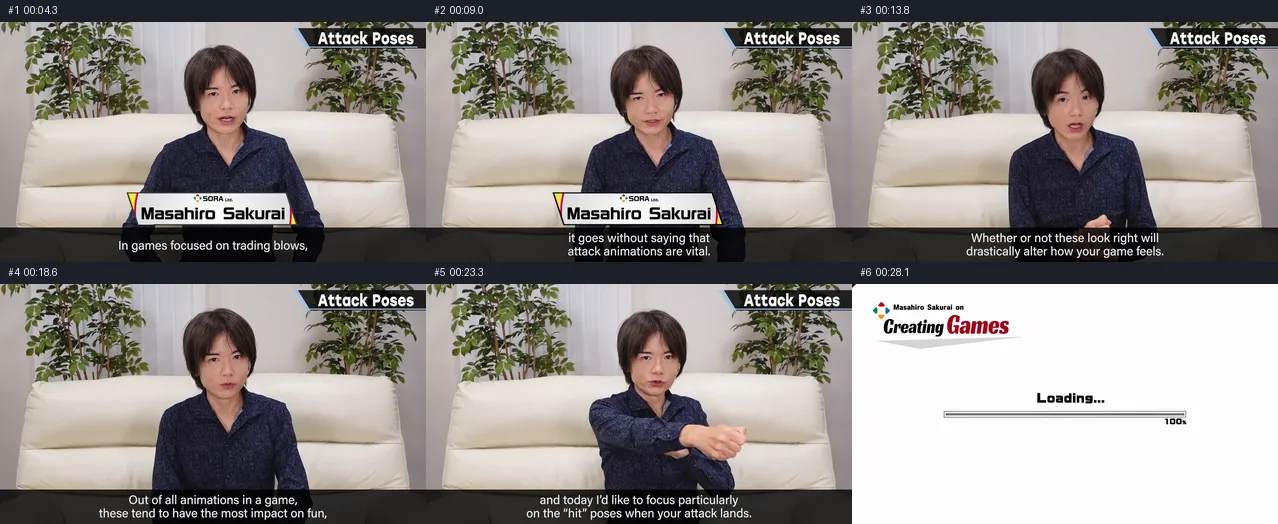 #1 00:04.3
Attack Poses
SORA Ltd.
Masahiro Sakurai
In games focused on trading blows,
#2 00:09.0
Attack Poses
SORA Ltd.
Masahiro Sakurai
it goes without saying that
attack animations are vital.
#3 00:13.8
Attack Poses
Whether or not these look right will
drastically alter how your game feels.
#4 00:18.6
Attack Poses
Out of all animations in a game,
these tend to have the most impact on fun,
#5 00:23.3
Attack Poses
and today I'd like to focus particularly
on the “hit” poses when your attack lands.
#6 00:28.1
Masahiro Sakurai on
Creating Games
Loading...
100%